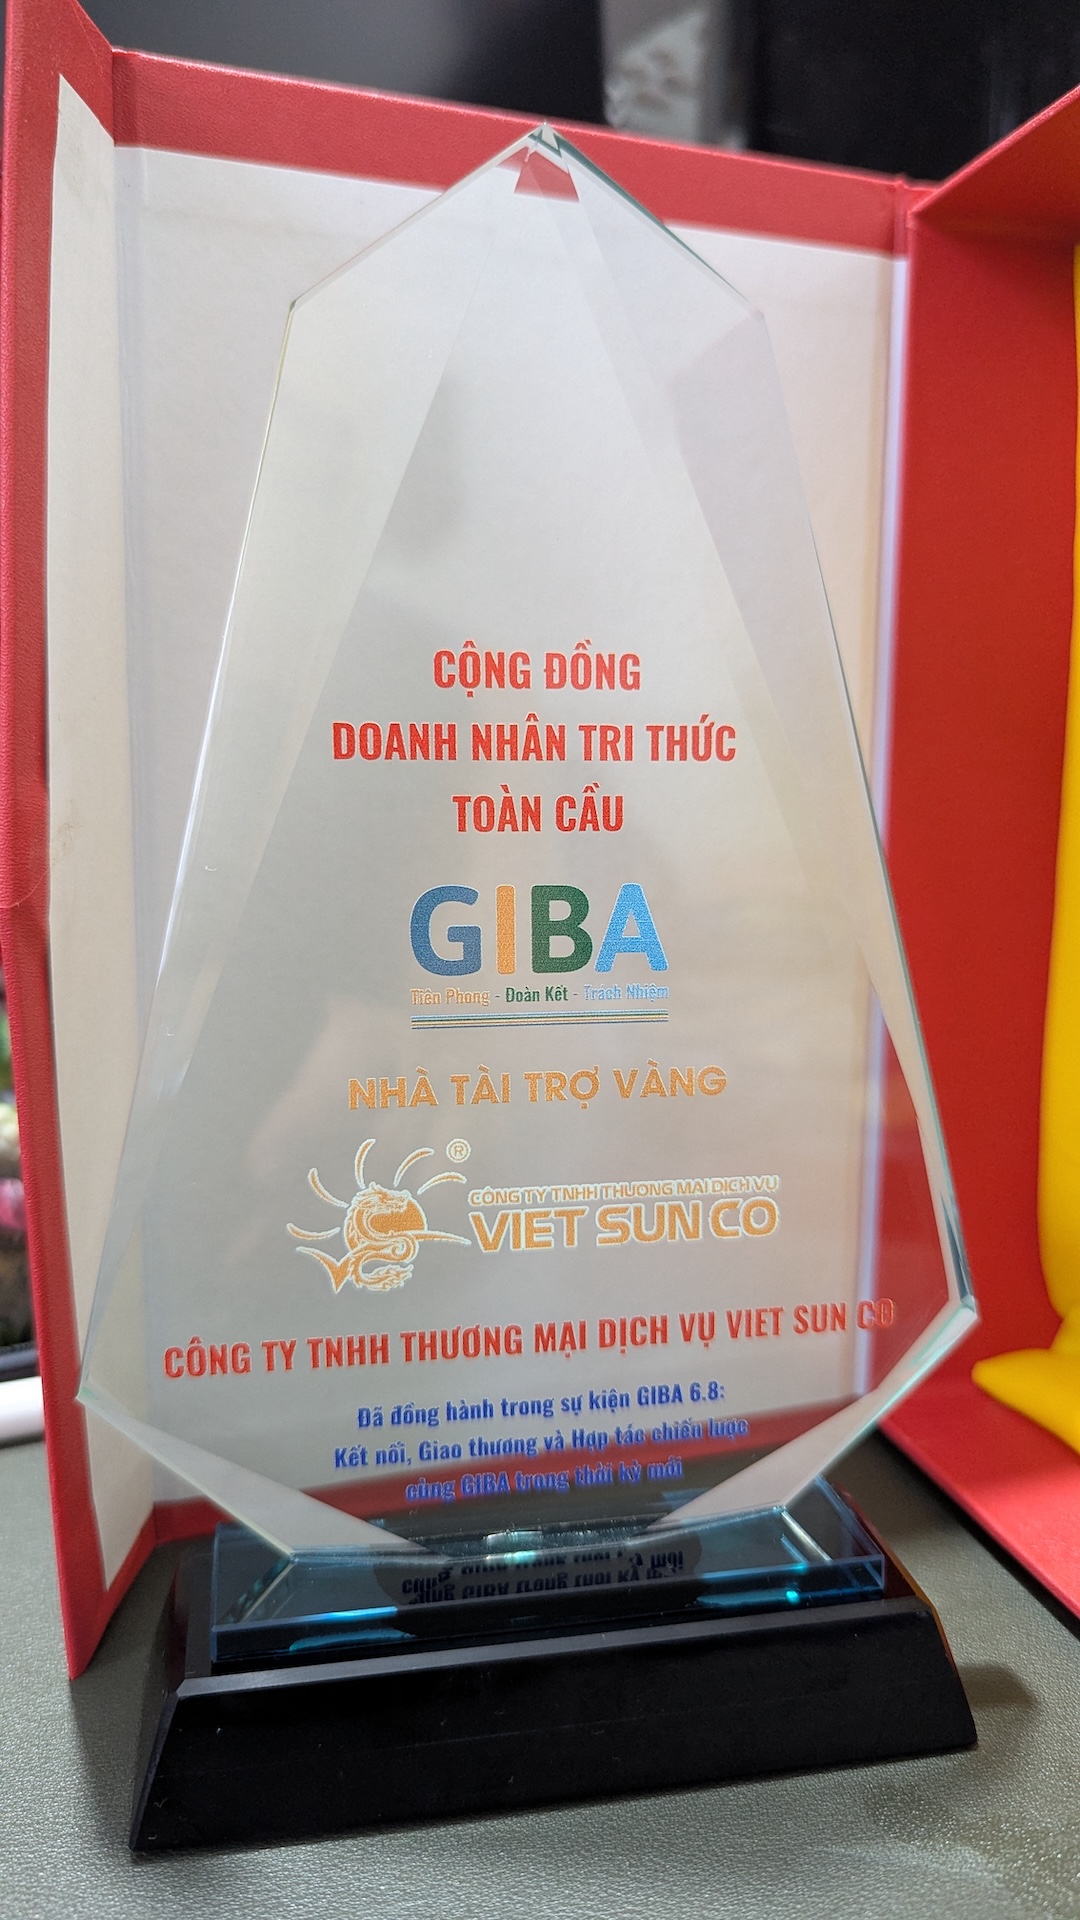 CỘNG ĐỒNG
DOANH NHÂN TRI THỨC
TOÀN CẦU
GIBA
Tiên Phong - Đoàn Kết - Trách Nhiệm
NHÀ TÀI TRỢ VÀNG
®
CÔNG TY TNHH THƯƠNG MẠI DỊCH VỤ
VIET SUN CO
CÔNG TY TNHH THƯƠNG MẠI DỊCH VỤ VIET SUN CO
Đã đồng hành trong sự kiện GIBA 6.8:
Kết nối, Giao thương và Hợp tác chiến lược
cùng GIBA trong thời kỳ mới